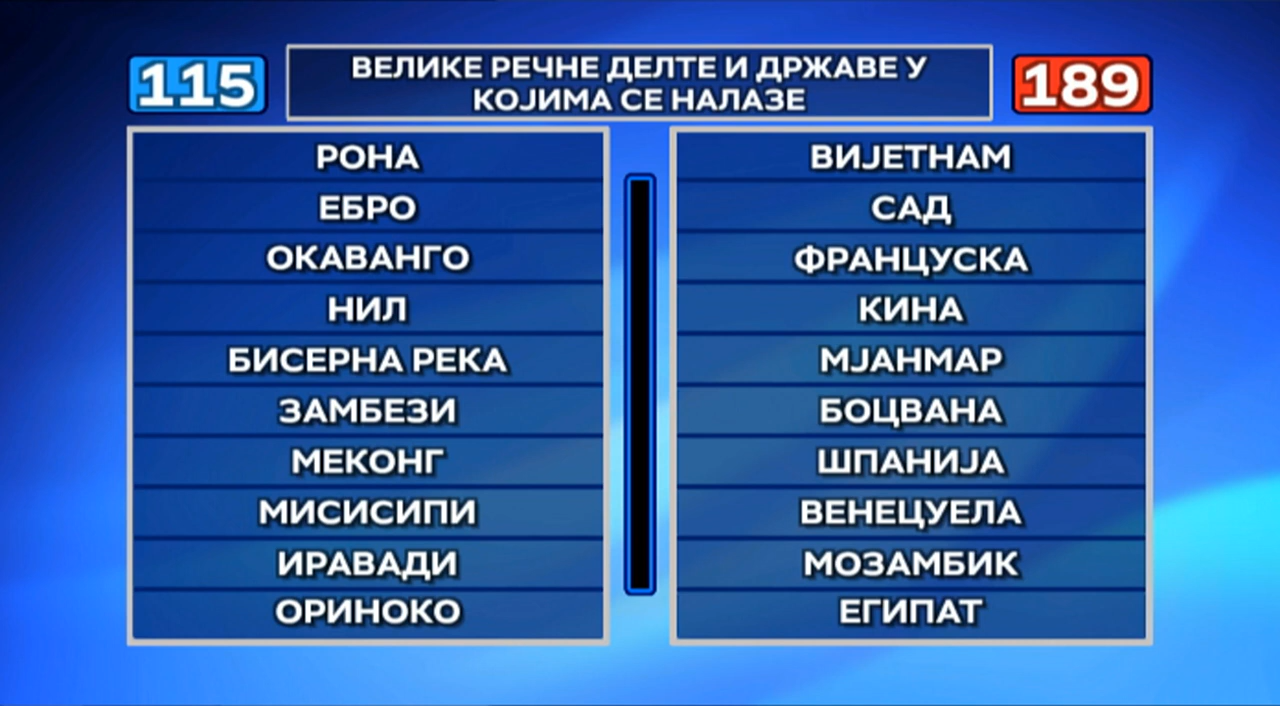 115
ВЕЛИКЕ РЕЧНЕ ДЕЛТЕ И ДРЖАВЕ У
КОЈИМА СЕ НАЛАЗЕ
189
РОНА
ЕБРО
ОКАВАНГО
НИЛ
БИСЕРНА РЕКА
ЗАМБЕЗИ
МЕКОНГ
МИСИСИПИ
ИРАВАДИ
ОРИНОКО
ВИЈЕТНАМ
САД
ФРАНЦУСКА
КИНА
МЈАНМАР
БОЦВАНА
ШПАНИЈА
ВЕНЕЦУЕЛА
МОЗАМБИК
ЕГИПАТ